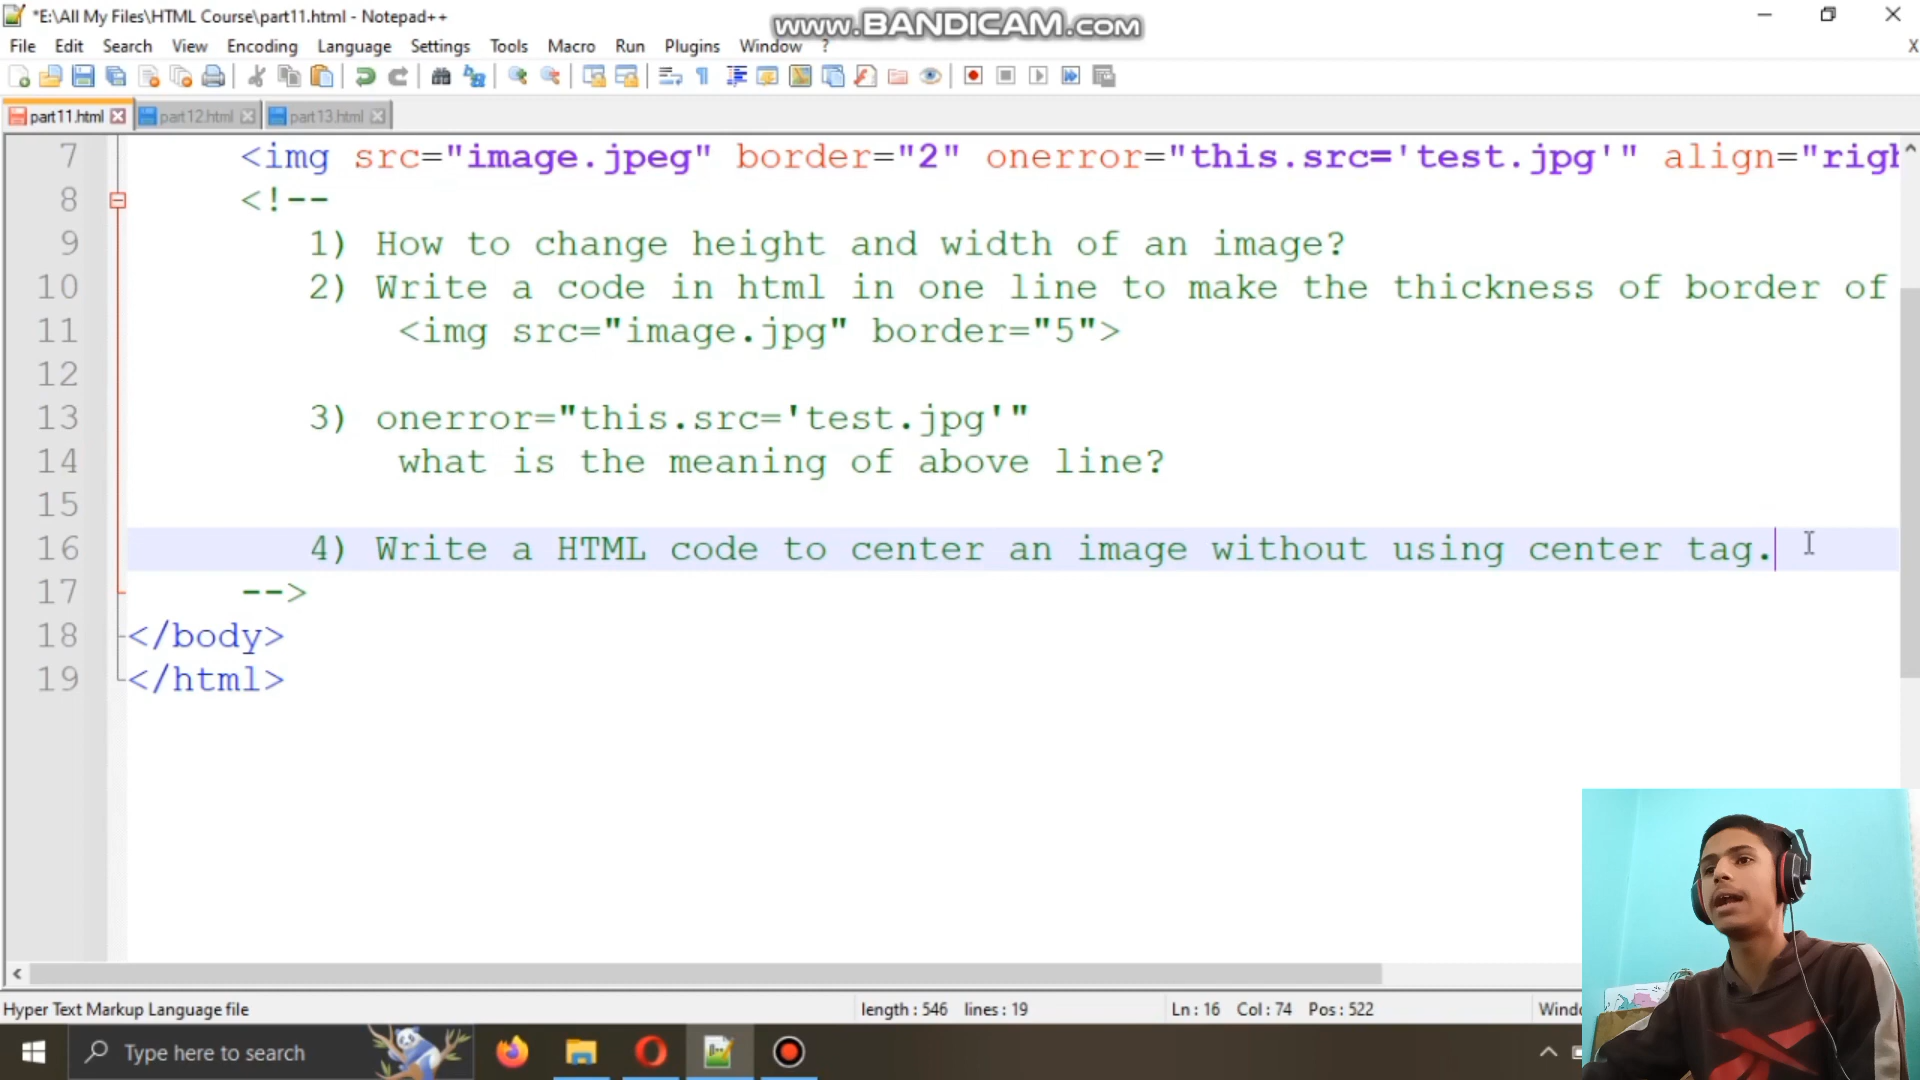 *E:\All My Files\HTML Course\part11.html - Notepad++
www.BANDICAM.com
File Edit Search View Encoding Language Settings Tools Macro Run Plugins Window ?
X
part11.html part12.html part13.html
7 <img src="image.jpeg" border="2" onerror="this.src='test.jpg'" align="righ
8 <!--
9 1) How to change height and width of an image?
10 2) Write a code in html in one line to make the thickness of border of
11 <img src="image.jpg" border="5">
12
13 3) onerror="this.src='test.jpg'"
14 what is the meaning of above line?
15
16 4) Write a HTML code to center an image without using center tag.
17 -->
18 </body>
19 </html>
Hyper Text Markup Language file length : 546 lines : 19 Ln : 16 Col : 74 Pos : 522 Windo
Type here to search